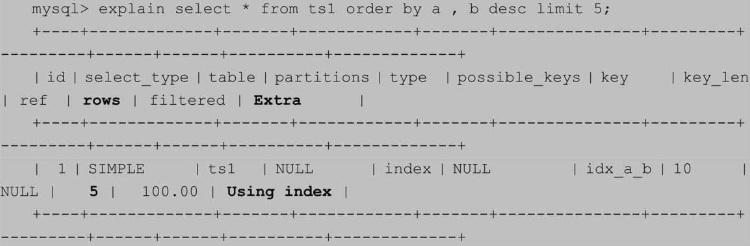 mysql> explain select * from ts1 order by a , b desc limit 5;
+----+-------------+-------+------------+-------+---------------+---------+---------+
---------+------+----------+-------------+
| id | select_type | table | partitions | type | possible_keys | key | key_len
| ref | rows | filtered | Extra |
+----+-------------+-------+------------+-------+---------------+---------+---------+
---------+------+----------+-------------+
| 1 | SIMPLE | ts1 | NULL | index | NULL | idx_a_b | 10 |
NULL | 5 | 100.00 | Using index |
+----+-------------+-------+------------+-------+---------------+---------+---------+
---------+------+----------+-------------+